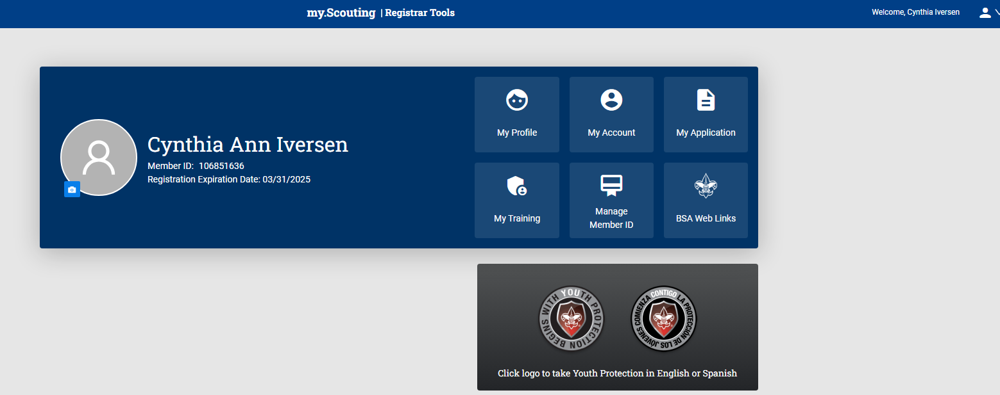 my.Scouting | Registrar Tools
Welcome, Cynthia Iversen
Cynthia Ann Iversen
Member ID: 106851636
Registration Expiration Date: 03/31/2025
My Profile
My Account
My Application
My Training
Manage
Member ID
BSA Web Links
YOUTH PROTECTION BEGINS WITH
COMIENZA CONTIGO LA PROTECCIÓN DE LOS JÓVENES
Click logo to take Youth Protection in English or Spanish